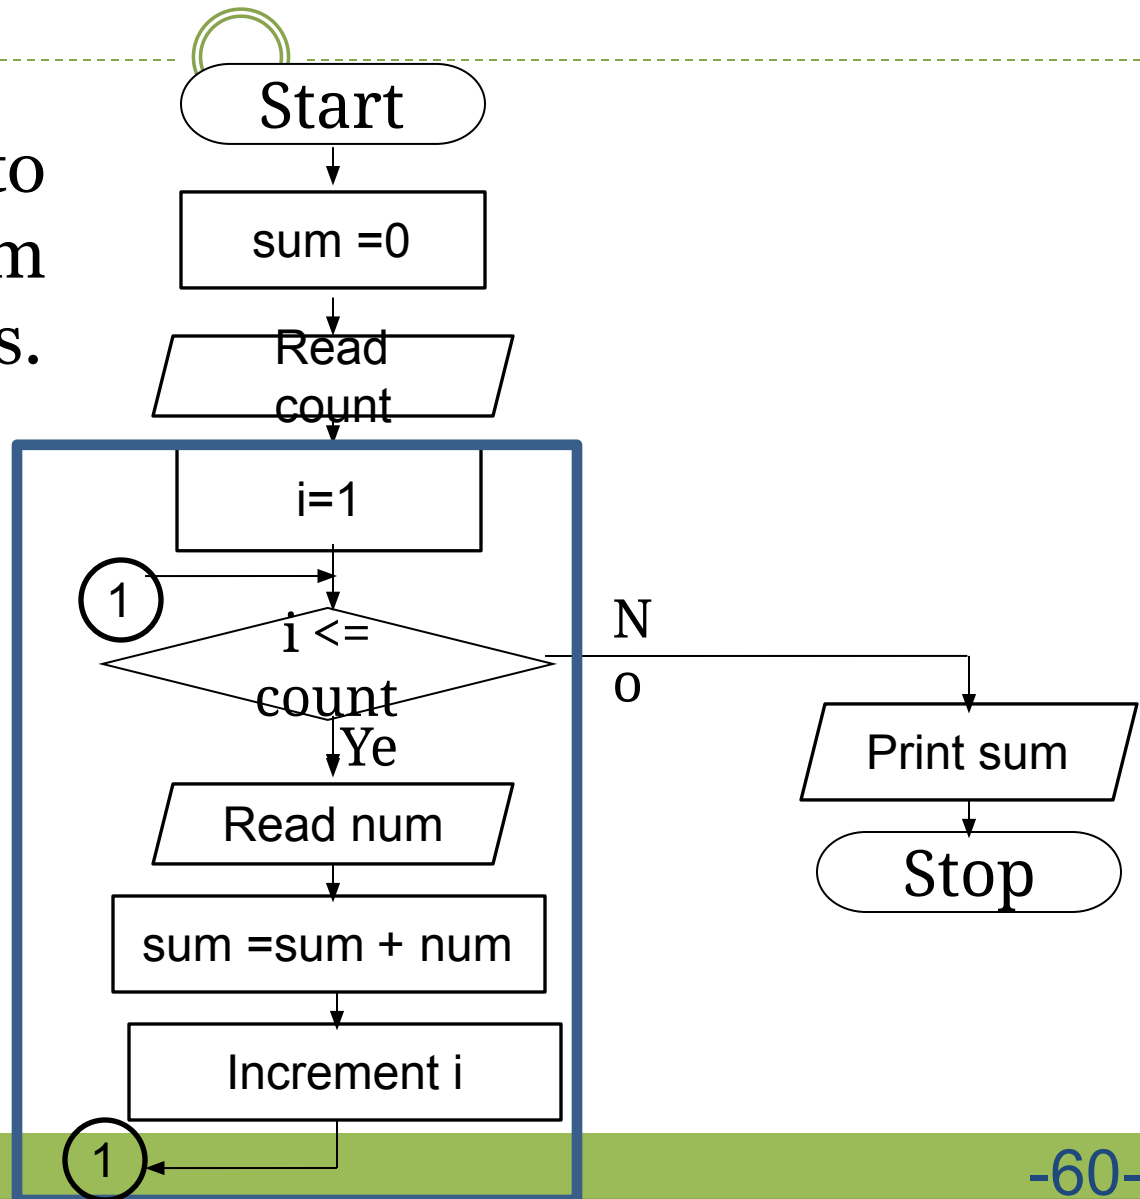 Start
to
m
s.
sum =0
Read
count
i=1
1
i <=
count
N
o
Ye
Print sum
Read num
Stop
sum =sum + num
Increment i
1
-60-